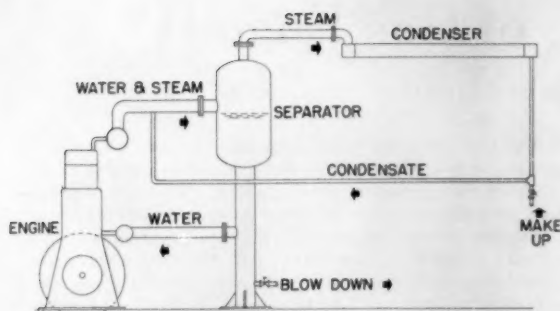 STEAM
CONDENSER
WATER & STEAM
SEPARATOR
CONDENSATE
ENGINE
WATER
MAKE
UP
BLOW DOWN